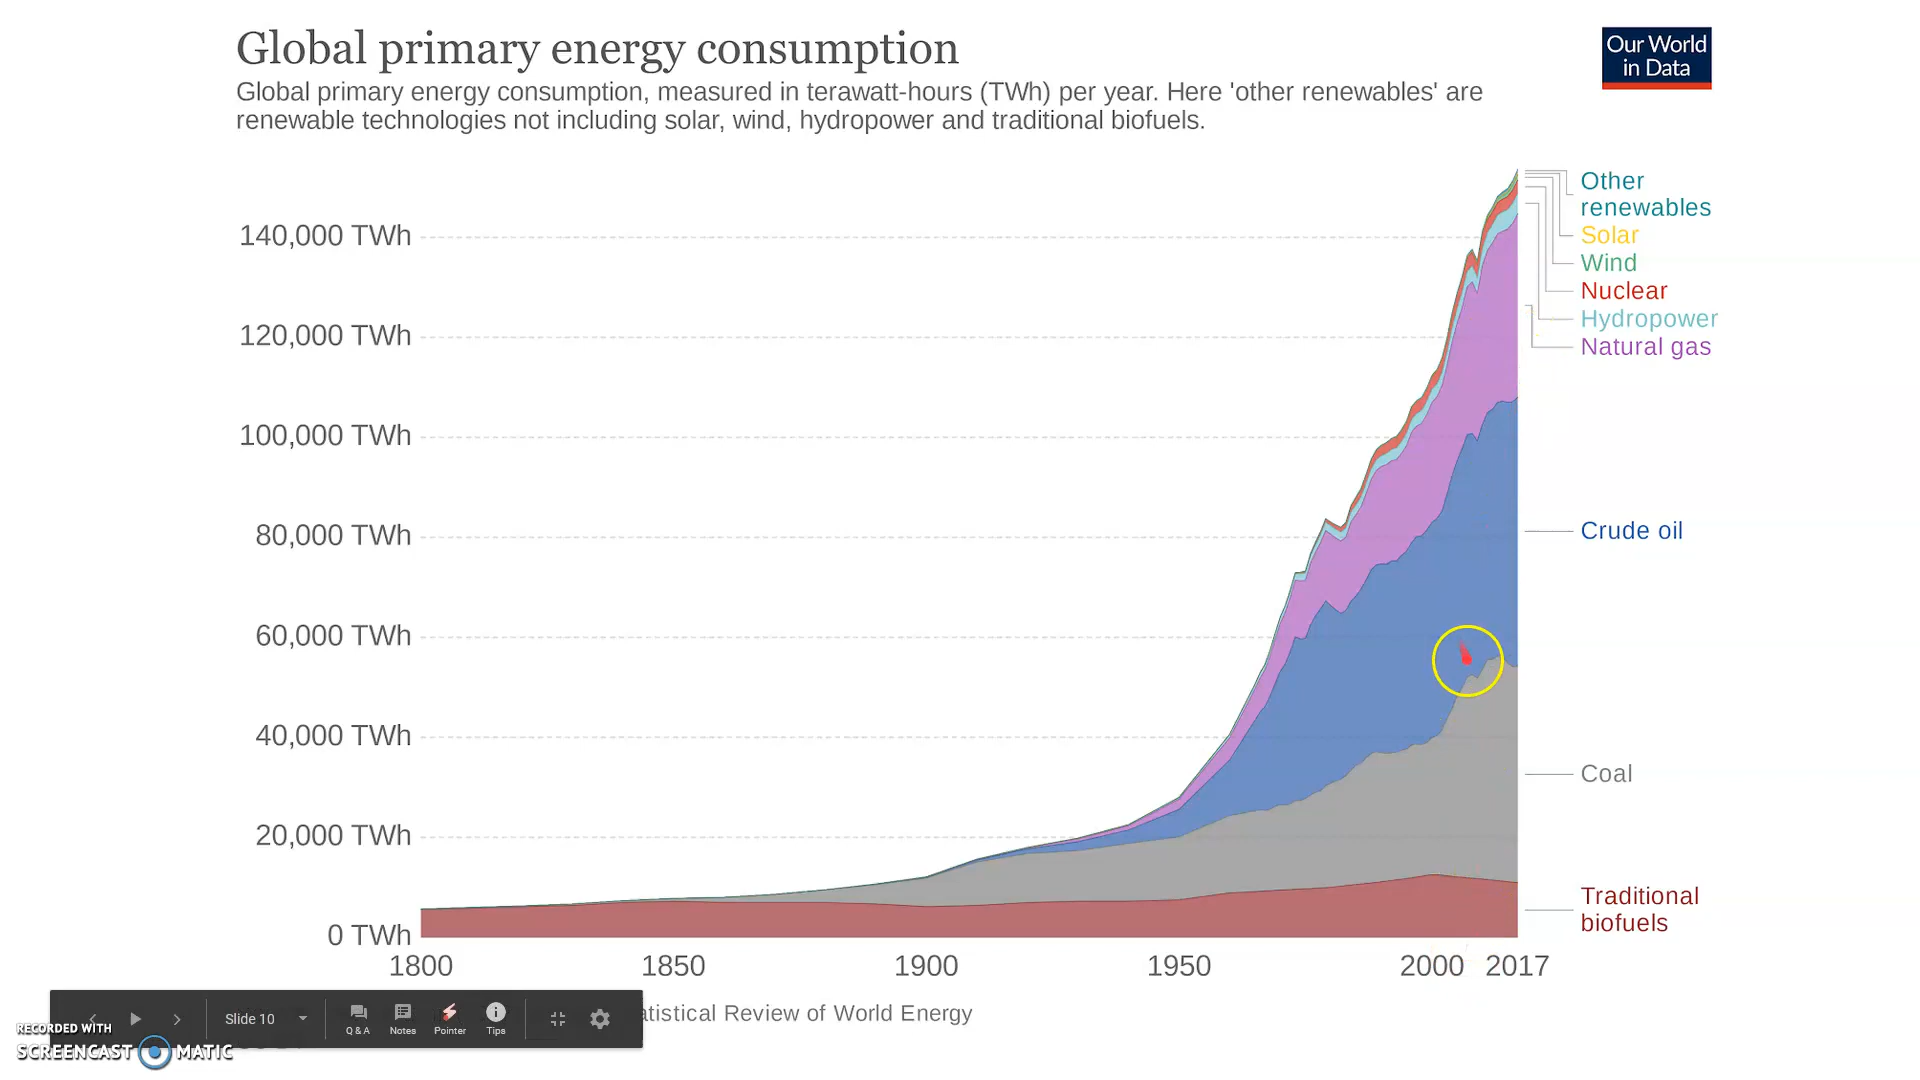 Global primary energy consumption
Our World
in Data
Global primary energy consumption, measured in terawatt-hours (TWh) per year. Here 'other renewables' are
renewable technologies not including solar, wind, hydropower and traditional biofuels.
Other
renewables
140,000 TWh
Solar
Wind
Nuclear
Hydropower
120,000 TWh
Natural gas
100,000 TWh
80,000 TWh
Crude oil
60,000 TWh
40,000 TWh
Coal
20,000 TWh
Traditional
biofuels
0 TWh
1800 1850 1900 1950 2000 2017
Slide 10
Q & A Notes Pointer Tips
Review of World Energy
RECORDED WITH
SCREENCAST MATIC